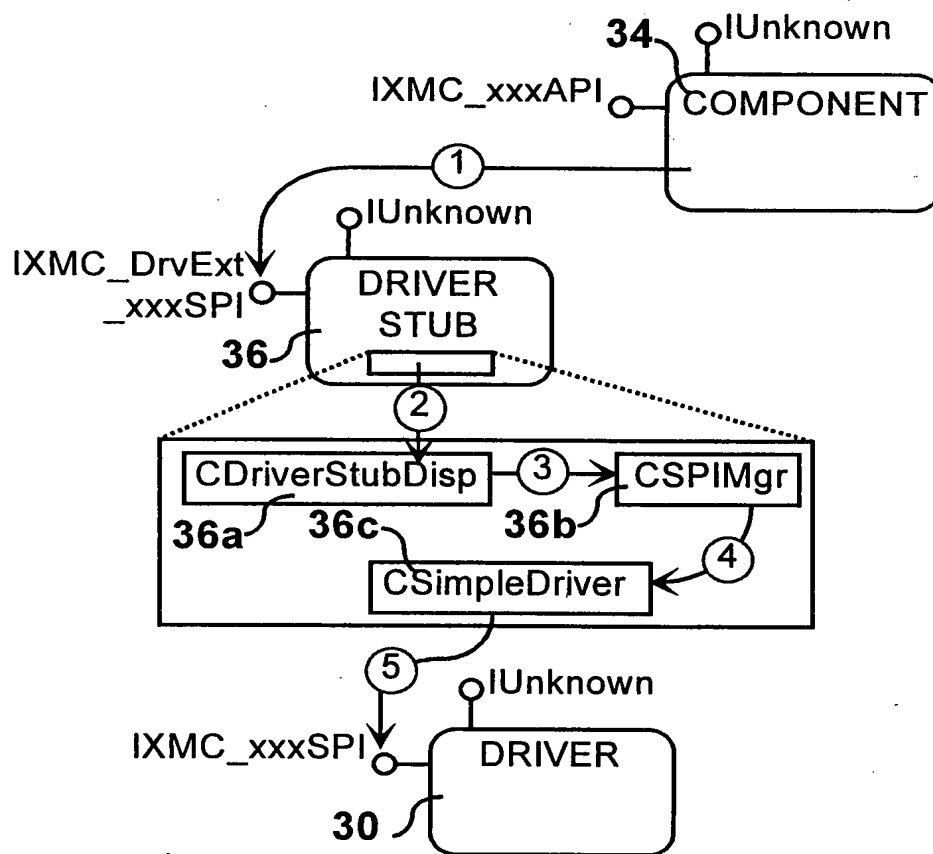 34
IUnknown
IXMC_xxxAPI
COMPONENT
1
IUnknown
IXMC_DrvExt
_xxxSPI
DRIVER
STUB
36
2
CDriverStubDisp
3
CSPIMgr
36a
36c
36b
4
CSimpleDriver
5
IUnknown
IXMC_xxxSPI
DRIVER
30